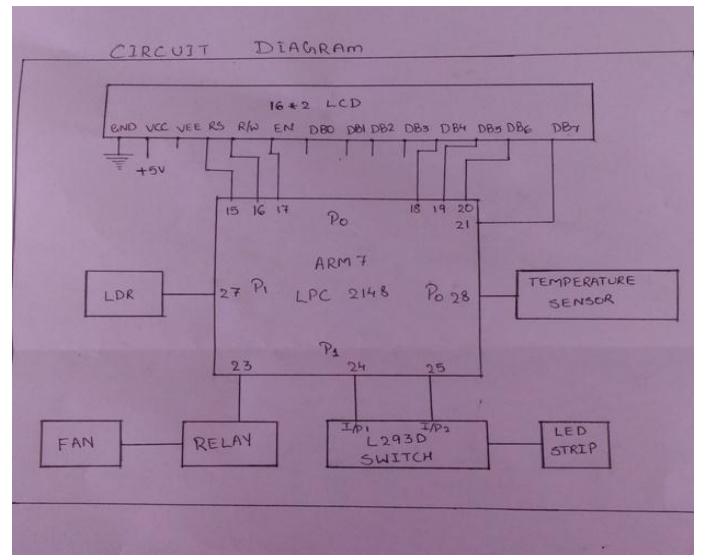 CIRCUIT DIAGRAM
16*2 LCD
GND VCC VEE RS R/W EN DB0 DB1 DB2 DB3 DB4 DB5 DB6 DB7
+5V
15 16 17 P0 18 19 20
21
ARM 7
LDR
27 P1 LPC 2148 P0 28
TEMPERATURE
SENSOR
P1
23 24 25
I/P1 I/P2
FAN
RELAY
L293D
SWITCH
LED
STRIP